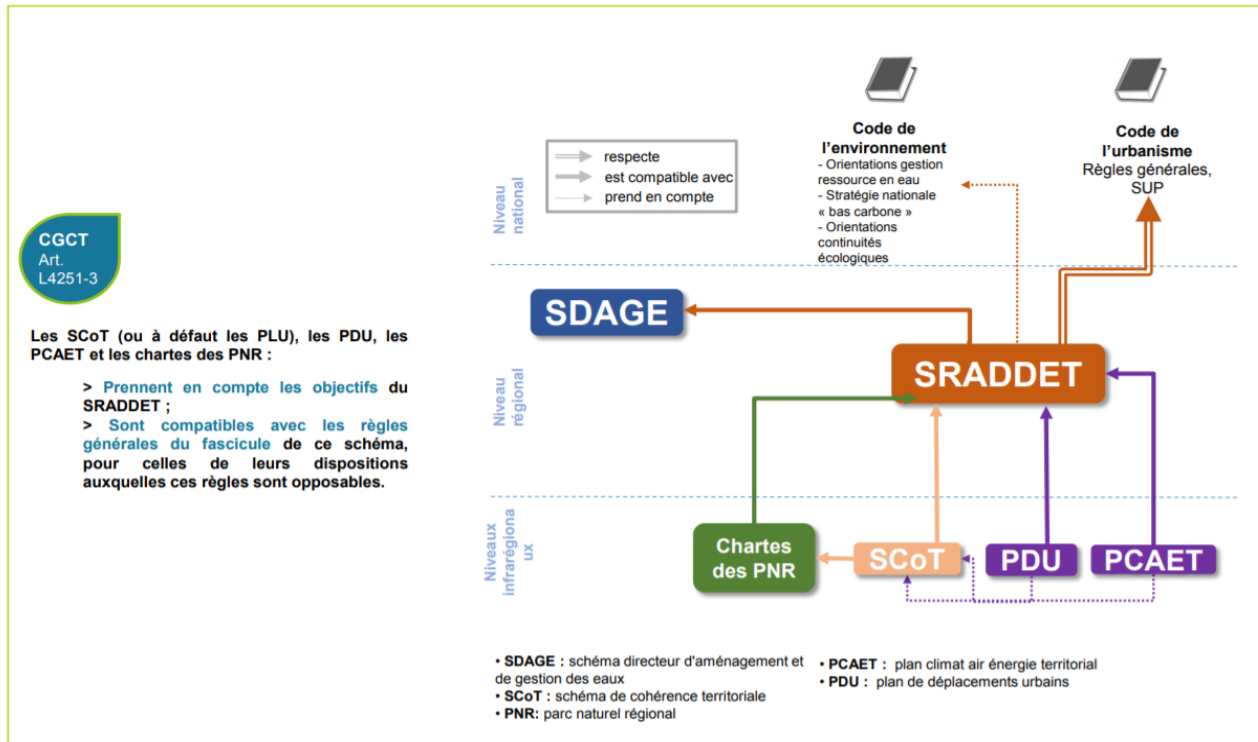 Code de
l'environnement
- Orientations gestion
ressource en eau
- Stratégie nationale
« bas carbone »
- Orientations
continuités
écologiques
Code de
l'urbanisme
Règles générales,
SUP
respecte
est compatible avec
prend en compte
Niveau
national
CGCT
Art.
L4251-3
Les SCoT (ou à défaut les PLU), les PDU, les
PCAET et les chartes des PNR :
> Prennent en compte les objectifs du
SRADDET ;
> Sont compatibles avec les règles
générales du fascicule de ce schéma,
pour celles de leurs dispositions
auxquelles ces règles sont opposables.
SDAGE
SRADDET
Niveau
régional
Niveaux
infrarégiona
ux
Chartes
des PNR
SCoT
PDU
PCAET
• SDAGE : schéma directeur d'aménagement et
de gestion des eaux
• SCoT : schéma de cohérence territoriale
• PNR: parc naturel régional
• PCAET : plan climat air énergie territorial
• PDU : plan de déplacements urbains